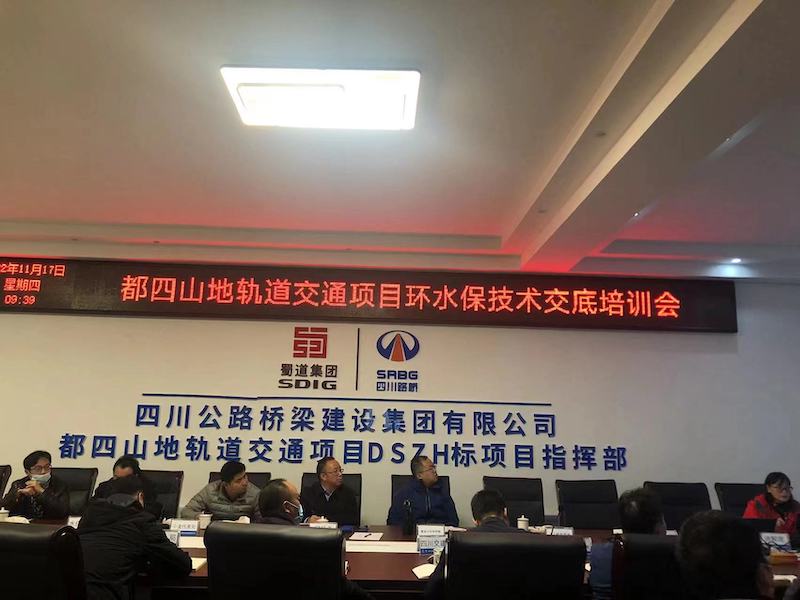 2年11月17日
星期四
09:39
都四山地轨道交通项目环水保技术交底培训会
蜀道集团
SDIG
SRBG
四川路桥
四川公路桥梁建设集团有限公司
都四山地轨道交通项目DSZH标项目指挥部
四川交建